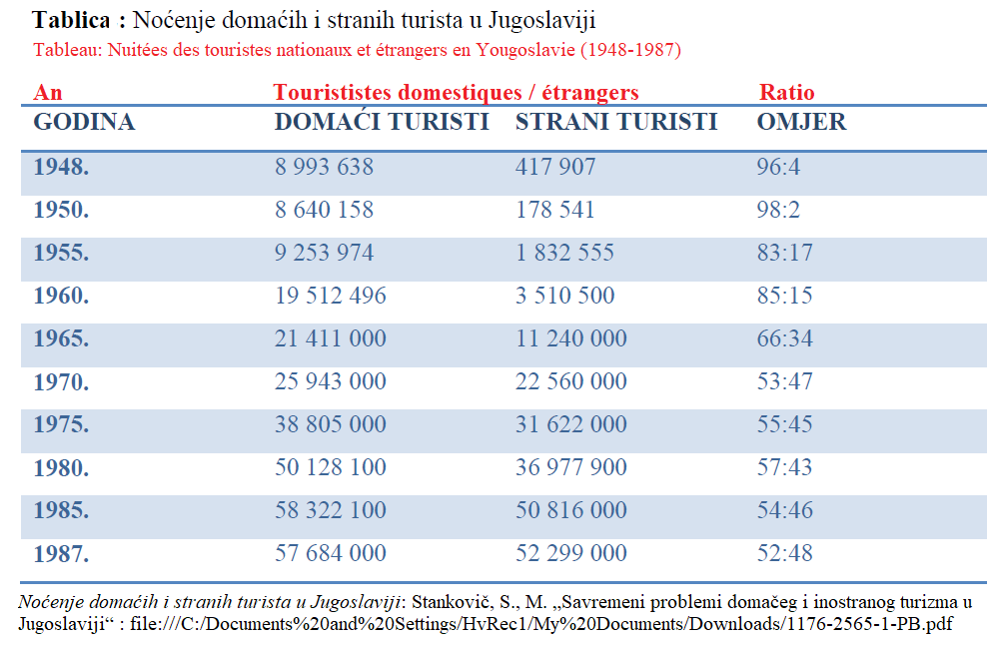 Tablica : Noćenje domaćih i stranih turista u Jugoslaviji
Tableau: Nuitées des touristes nationaux et étrangers en Yougoslavie (1948-1987)
An Tourististes domestiques / étrangers Ratio
GODINA DOMAĆI TURISTI STRANI TURISTI OMJER
1948. 8 993 638 417 907 96:4
1950. 8 640 158 178 541 98:2
1955. 9 253 974 1 832 555 83:17
1960. 19 512 496 3 510 500 85:15
1965. 21 411 000 11 240 000 66:34
1970. 25 943 000 22 560 000 53:47
1975. 38 805 000 31 622 000 55:45
1980. 50 128 100 36 977 900 57:43
1985. 58 322 100 50 816 000 54:46
1987. 57 684 000 52 299 000 52:48
Noćenje domaćih i stranih turista u Jugoslaviji: Stankovič, S., M. „Savremeni problemi domačeg i inostranog turizma u
Jugoslaviji“ : file:///C:/Documents%20and%20Settings/HvRec1/My%20Documents/Downloads/1176-2565-1-PB.pdf